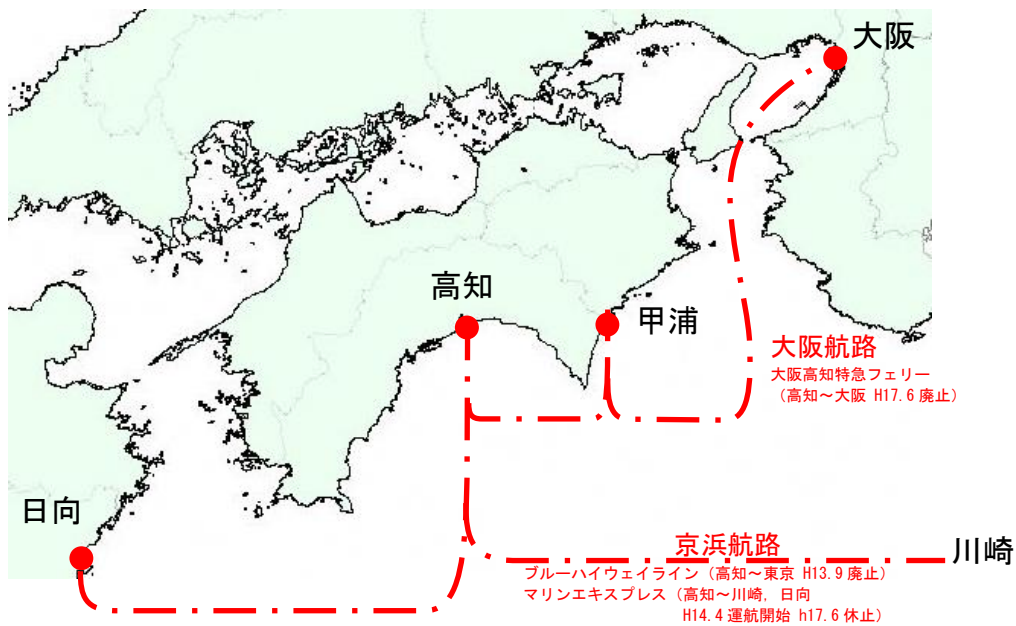 大阪
高知
甲浦
大阪航路
大阪高知特急フェリー
（高知～大阪 H17.6 廃止）
日向
京浜航路
川崎
ブルーハイウェイライン（高知～東京 H13.9 廃止）
マリンエキスプレス（高知～川崎, 日向
H14.4 運航開始 h17.6 休止）